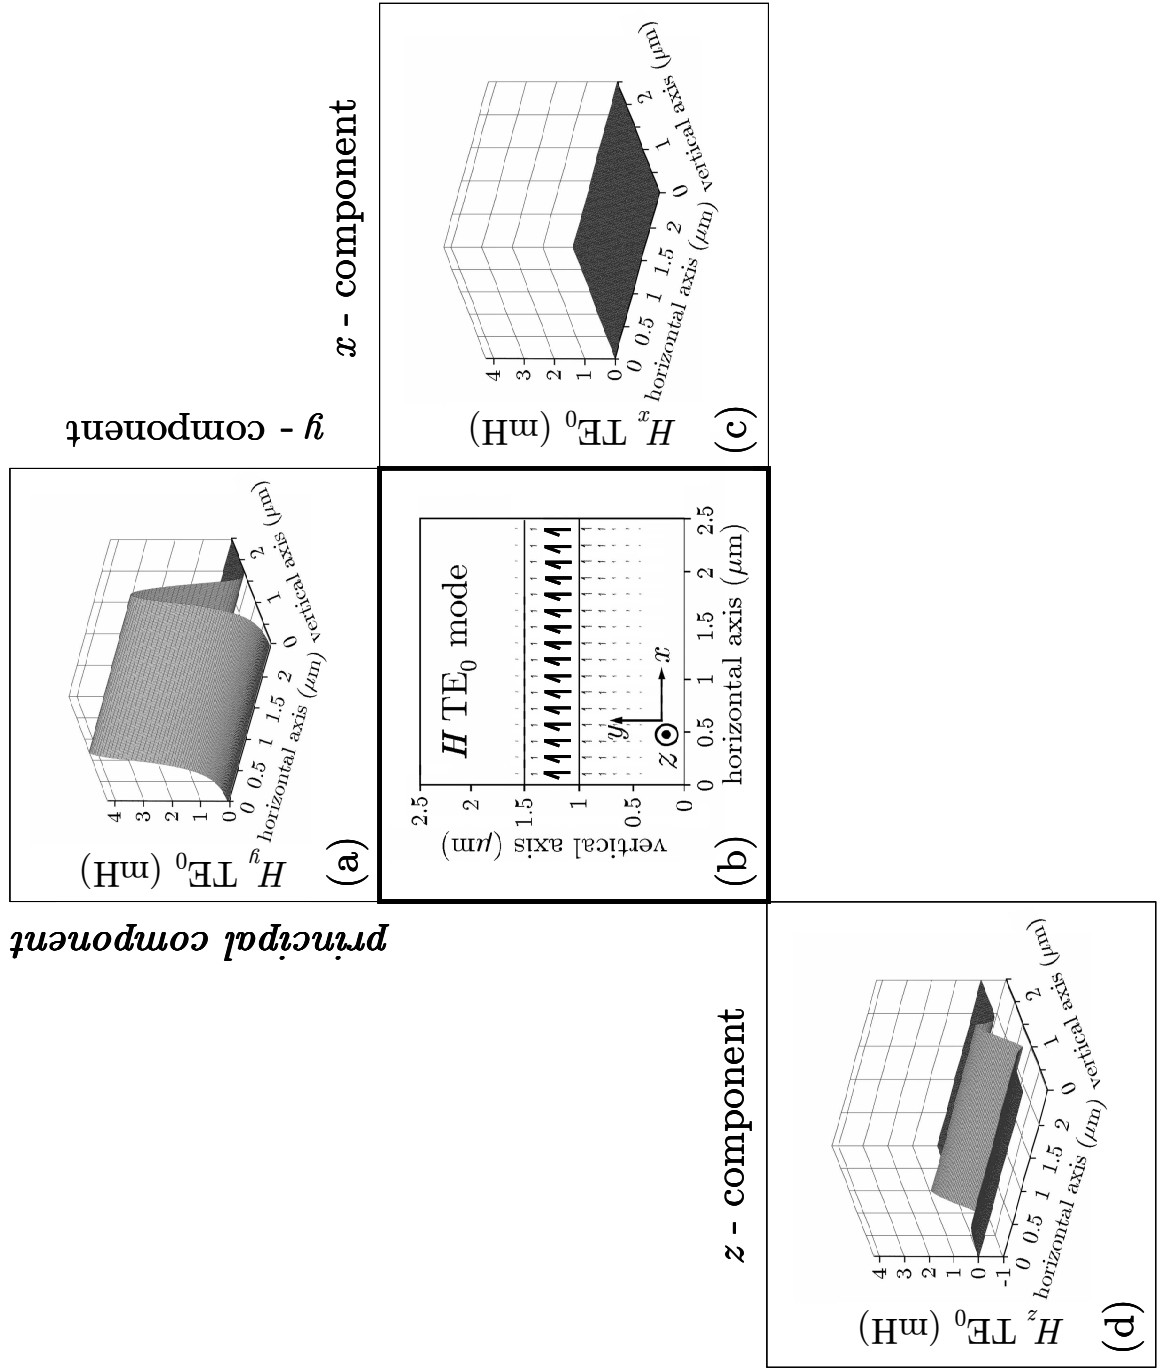 principal component
y - component
H_y TE_0 (mH)
4
3
2
1
0
0 0.5 1 1.5 2
horizontal axis (μm)
0 1 2
vertical axis (μm)
(a)
H TE_0 mode
vertical axis (μm)
2.5
2
1.5
1
0.5
0
y
z
x
0 0.5 1 1.5 2 2.5
horizontal axis (μm)
(b)
x - component
H_x TE_0 (mH)
4
3
2
1
0
0 0.5 1 1.5 2
horizontal axis (μm)
0 1 2
vertical axis (μm)
(c)
z - component
H_z TE_0 (mH)
4
3
2
1
0
-1
0 0.5 1 1.5 2
horizontal axis (μm)
0 1 2
vertical axis (μm)
(d)